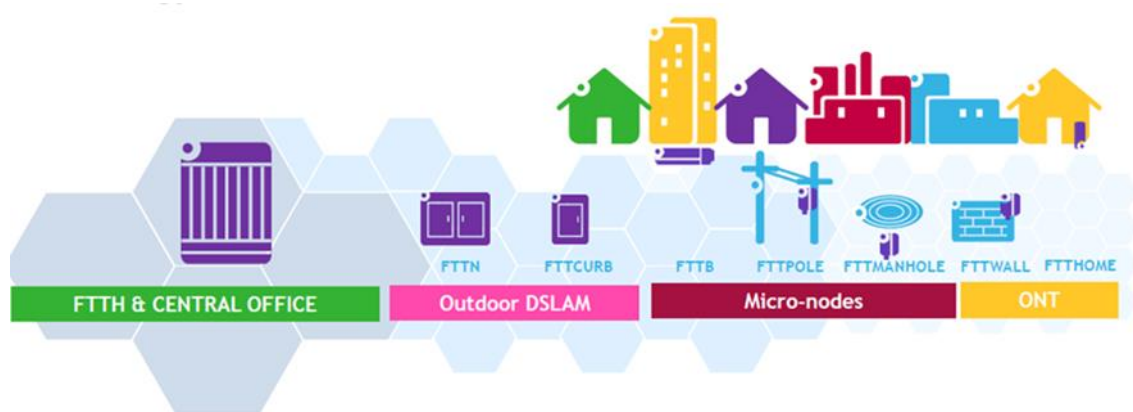 FTTN FTTCURB FTTB FTTPOLE FTTMANHOLE FTTWALL FTTHOME
FTTH & CENTRAL OFFICE Outdoor DSLAM Micro-nodes ONT